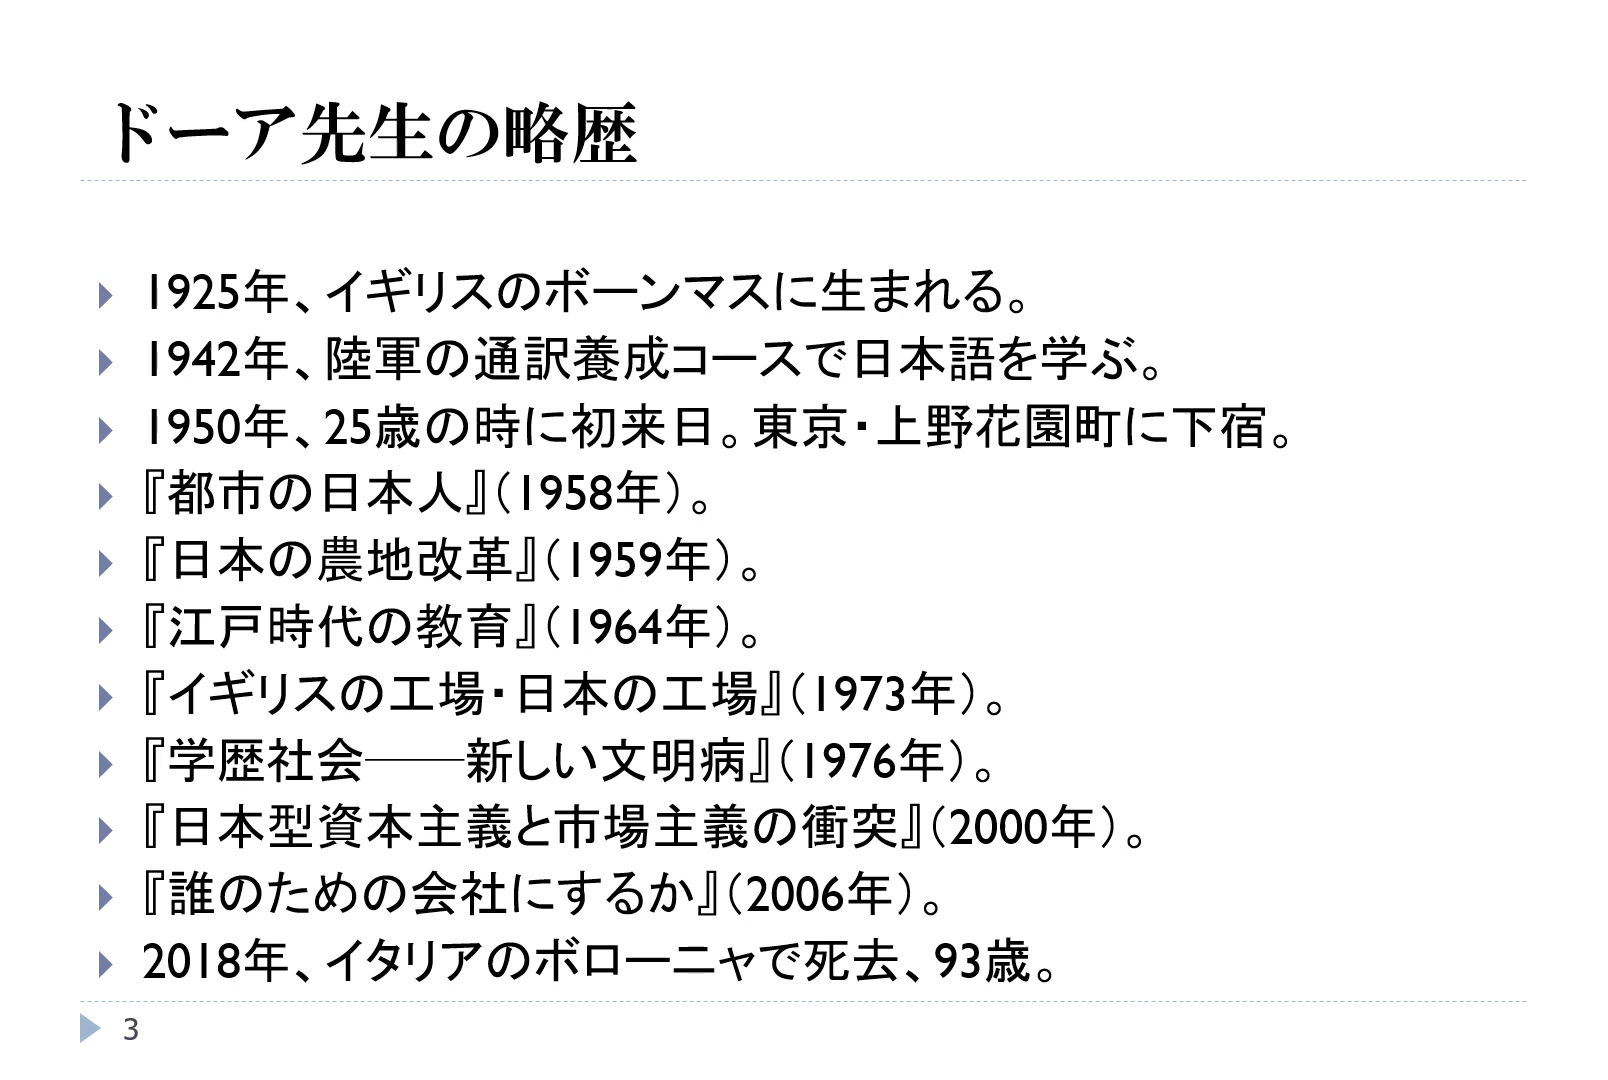 ドーア先生の略歴
1925年、イギリスのボーンマスに生まれる。
1942年、陸軍の通訳養成コースで日本語を学ぶ。
1950年、25歳の時に初来日。東京・上野花園町に下宿。
『都市の日本人』（1958年）。
『日本の農地改革』（1959年）。
『江戸時代の教育』（1964年）。
『イギリスの工場・日本の工場』（1973年）。
『学歴社会──新しい文明病』（1976年）。
『日本型資本主義と市場主義の衝突』（2000年）。
『誰のための会社にするか』（2006年）。
2018年、イタリアのボローニャで死去、93歳。
3